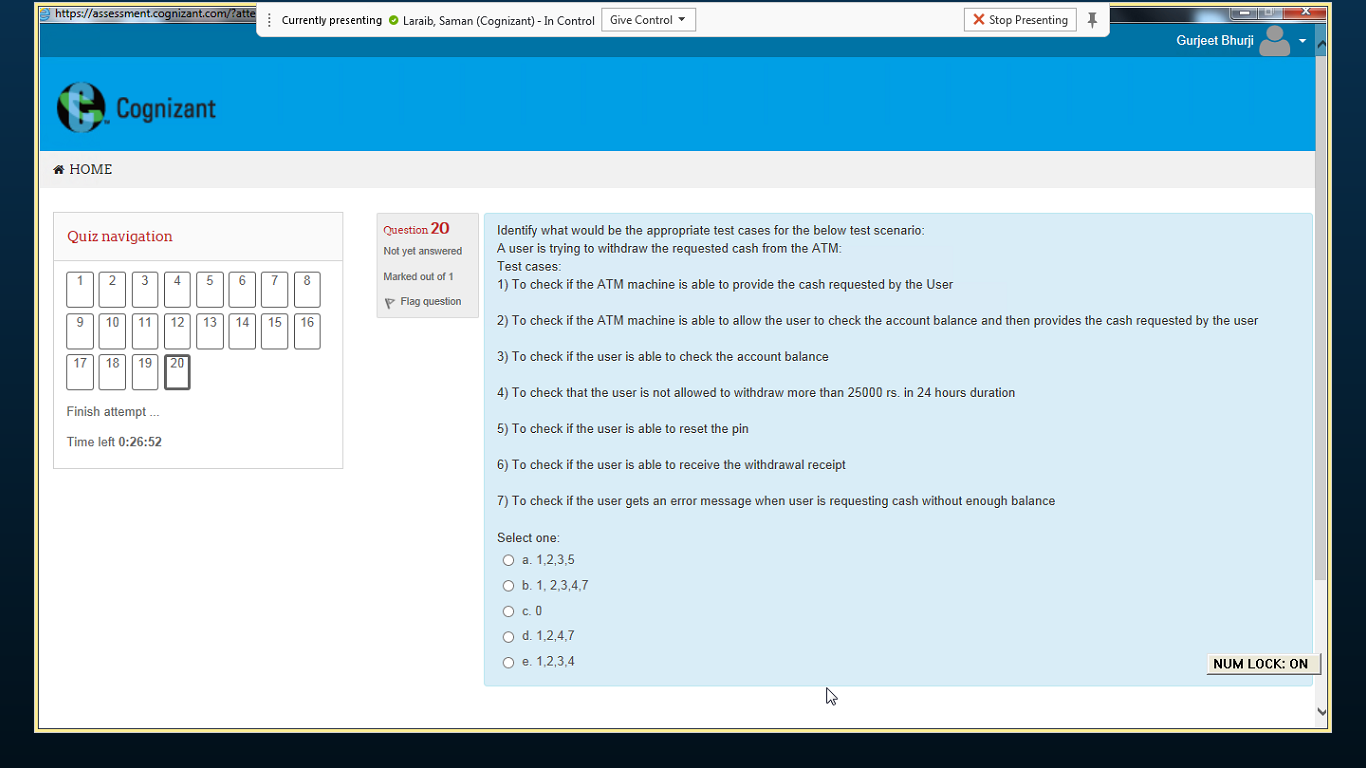 https://assessment.cognizant.com/?atte
Currently presenting Laraib, Saman (Cognizant) - In Control Give Control Stop Presenting
Gurjeet Bhurji
Cognizant
HOME
Quiz navigation
1 2 3 4 5 6 7 8
9 10 11 12 13 14 15 16
17 18 19 20
Finish attempt ...
Time left 0:26:52
Question 20
Not yet answered
Marked out of 1
Flag question
Identify what would be the appropriate test cases for the below test scenario:
A user is trying to withdraw the requested cash from the ATM:
Test cases:
1) To check if the ATM machine is able to provide the cash requested by the User
2) To check if the ATM machine is able to allow the user to check the account balance and then provides the cash requested by the user
3) To check if the user is able to check the account balance
4) To check that the user is not allowed to withdraw more than 25000 rs. in 24 hours duration
5) To check if the user is able to reset the pin
6) To check if the user is able to receive the withdrawal receipt
7) To check if the user gets an error message when user is requesting cash without enough balance
Select one:
a. 1,2,3,5
b. 1, 2,3,4,7
c. 0
d. 1,2,4,7
e. 1,2,3,4
NUM LOCK: ON